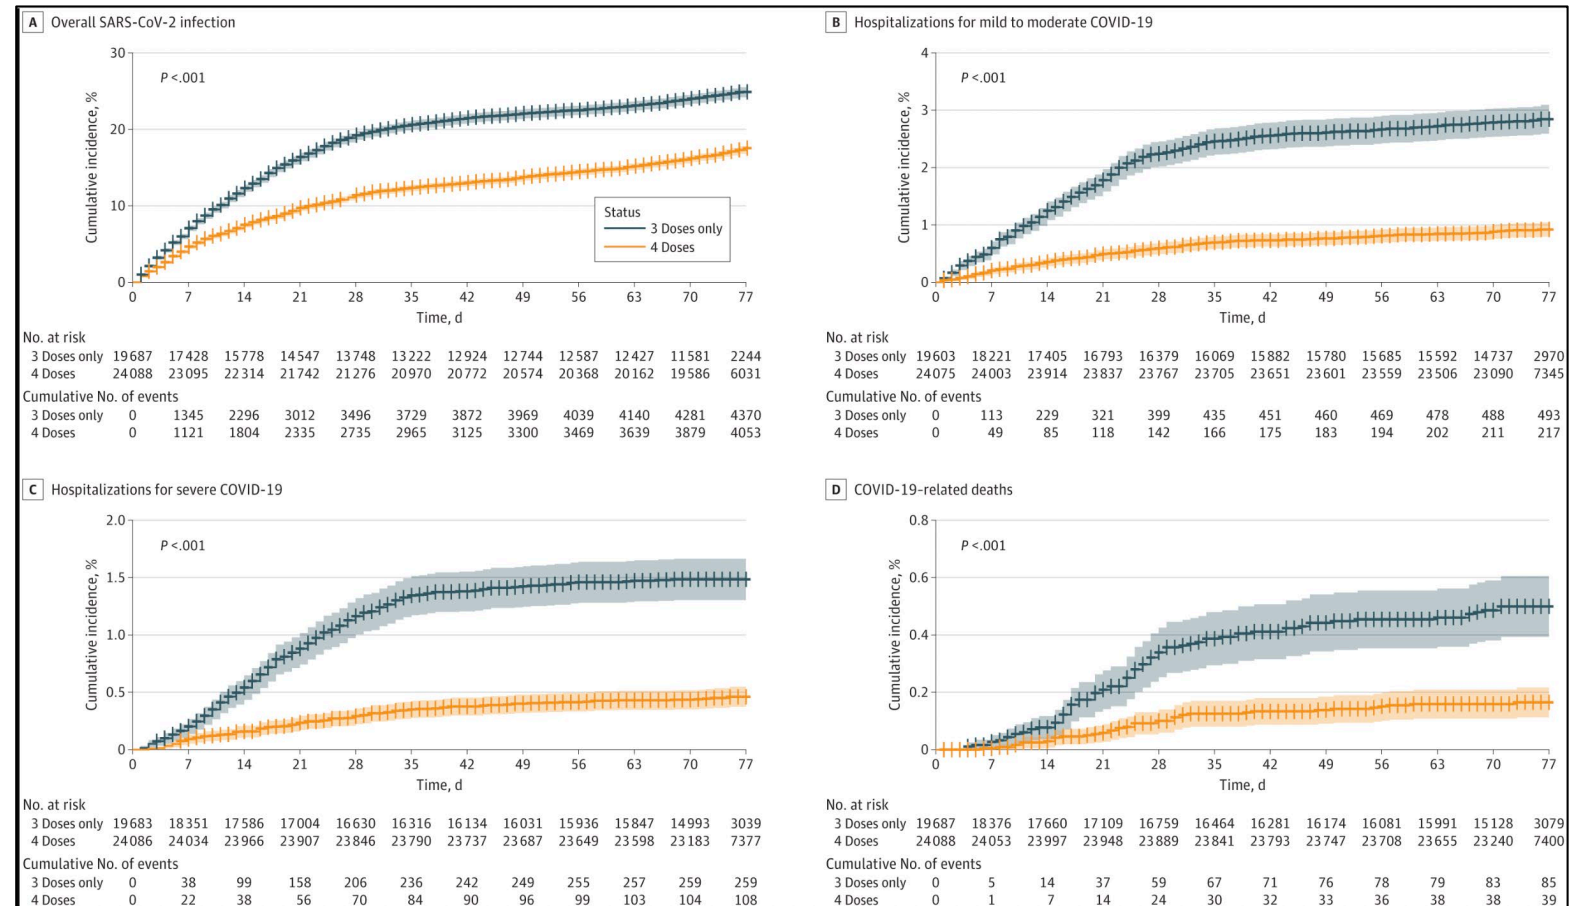 A Overall SARS-CoV-2 infection
30
20
10
0
Cumulative incidence, %
P <.001
Status
3 Doses only
4 Doses
0 7 14 21 28 35 42 49 56 63 70 77
Time, d
No. at risk
3 Doses only 19687 17428 15778 14547 13748 13222 12924 12744 12587 12427 11581 2244
4 Doses 24088 23095 22314 21742 21276 20970 20772 20574 20368 20162 19586 6031
Cumulative No. of events
3 Doses only 0 1345 2296 3012 3496 3729 3872 3969 4039 4140 4281 4370
4 Doses 0 1121 1804 2335 2735 2965 3125 3300 3469 3639 3879 4053
B Hospitalizations for mild to moderate COVID-19
4
3
2
1
0
Cumulative incidence, %
P <.001
0 7 14 21 28 35 42 49 56 63 70 77
Time, d
No. at risk
3 Doses only 19603 18221 17405 16793 16379 16069 15882 15780 15685 15592 14737 2970
4 Doses 24075 24003 23914 23837 23767 23705 23651 23601 23559 23506 23090 7345
Cumulative No. of events
3 Doses only 0 113 229 321 399 435 451 460 469 478 488 493
4 Doses 0 49 85 118 142 166 175 183 194 202 211 217
C Hospitalizations for severe COVID-19
2.0
1.5
1.0
0.5
0
Cumulative incidence, %
P <.001
0 7 14 21 28 35 42 49 56 63 70 77
Time, d
No. at risk
3 Doses only 19683 18351 17586 17004 16630 16316 16134 16031 15936 15847 14993 3039
4 Doses 24086 24034 23966 23907 23846 23790 23737 23687 23649 23598 23183 7377
Cumulative No. of events
3 Doses only 0 38 99 158 206 236 242 249 255 257 259 259
4 Doses 0 22 38 56 70 84 90 96 99 103 104 108
D COVID-19-related deaths
0.8
0.6
0.4
0.2
0
Cumulative incidence, %
P <.001
0 7 14 21 28 35 42 49 56 63 70 77
Time, d
No. at risk
3 Doses only 19687 18376 17660 17109 16759 16464 16281 16174 16081 15991 15128 3079
4 Doses 24088 24053 23997 23948 23889 23841 23793 23747 23708 23655 23240 7400
Cumulative No. of events
3 Doses only 0 5 14 37 59 67 71 76 78 79 83 85
4 Doses 0 1 7 14 24 30 32 33 36 38 38 39